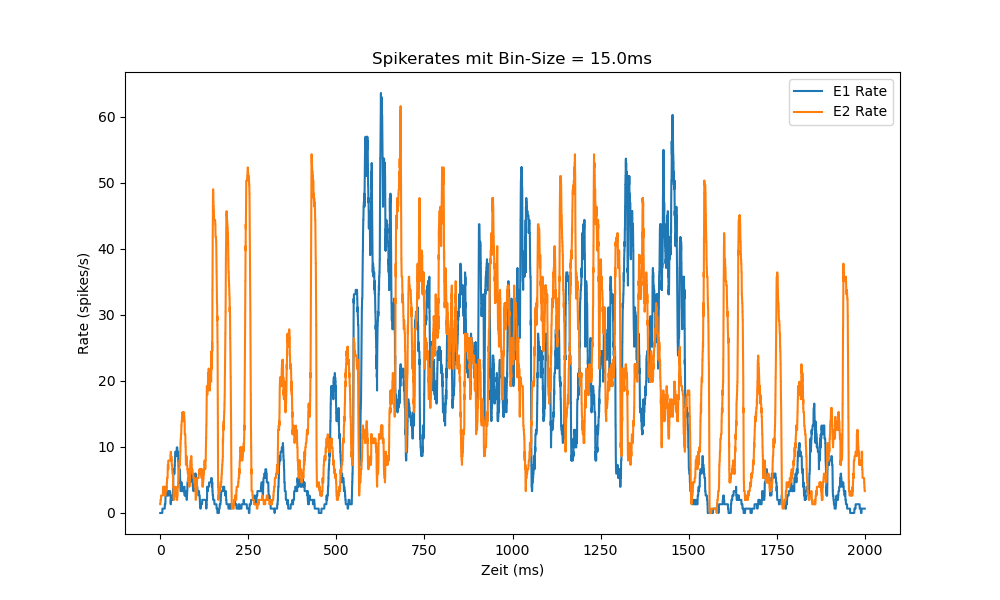 Spikerates mit Bin-Size = 15.0ms
E1 Rate
E2 Rate
Rate (spikes/s)
60
50
40
30
20
10
0
0 250 500 750 1000 1250 1500 1750 2000
Zeit (ms)